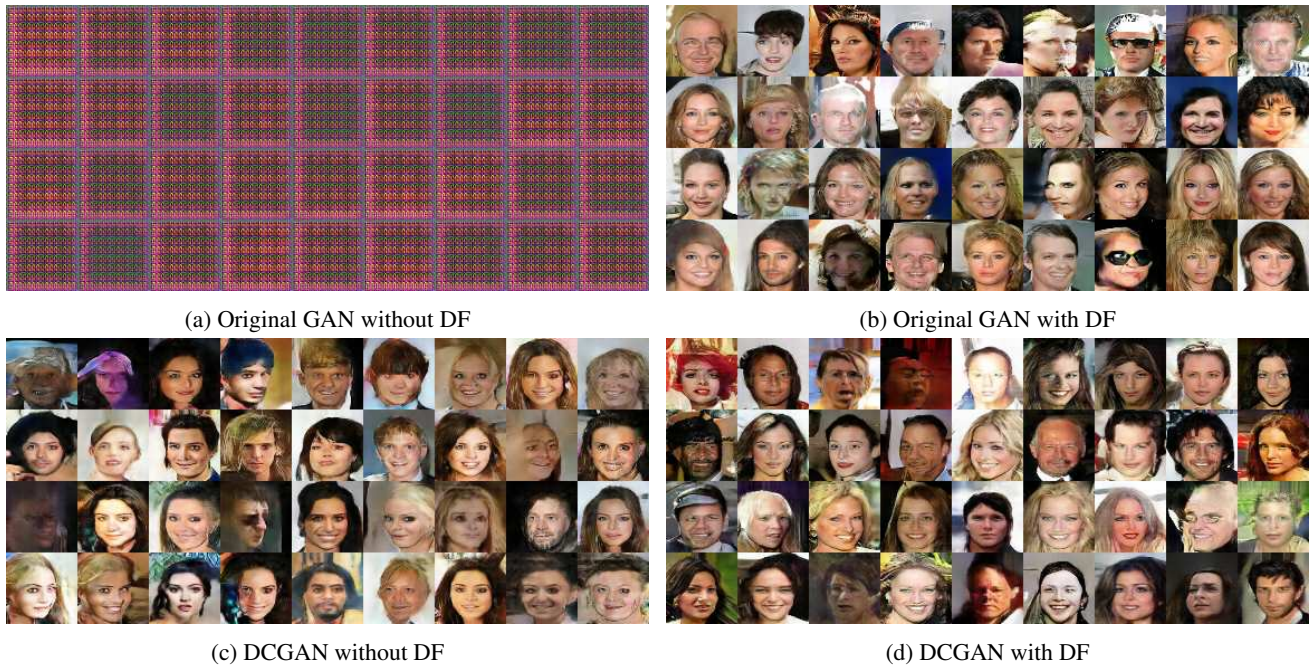 (a) Original GAN without DF
(b) Original GAN with DF
(c) DCGAN without DF
(d) DCGAN with DF